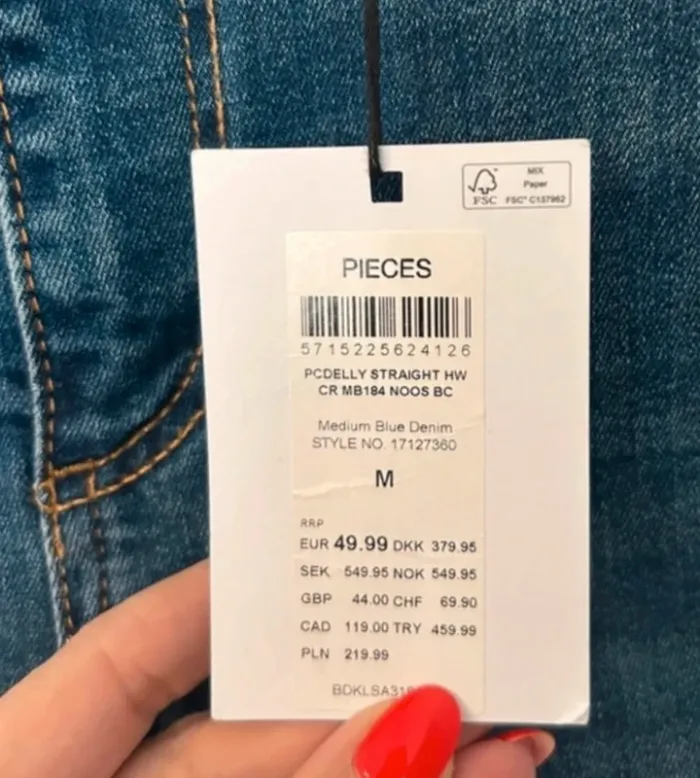 MIX
Paper
FSC FSC® C137962
PIECES
5715225624126
PCDELLY STRAIGHT HW
CR MB184 NOOS BC
Medium Blue Denim
STYLE NO. 17127360
M
RRP
EUR 49.99 DKK 379.95
SEK 549.95 NOK 549.95
GBP 44.00 CHF 69.90
CAD 119.00 TRY 459.99
PLN 219.99